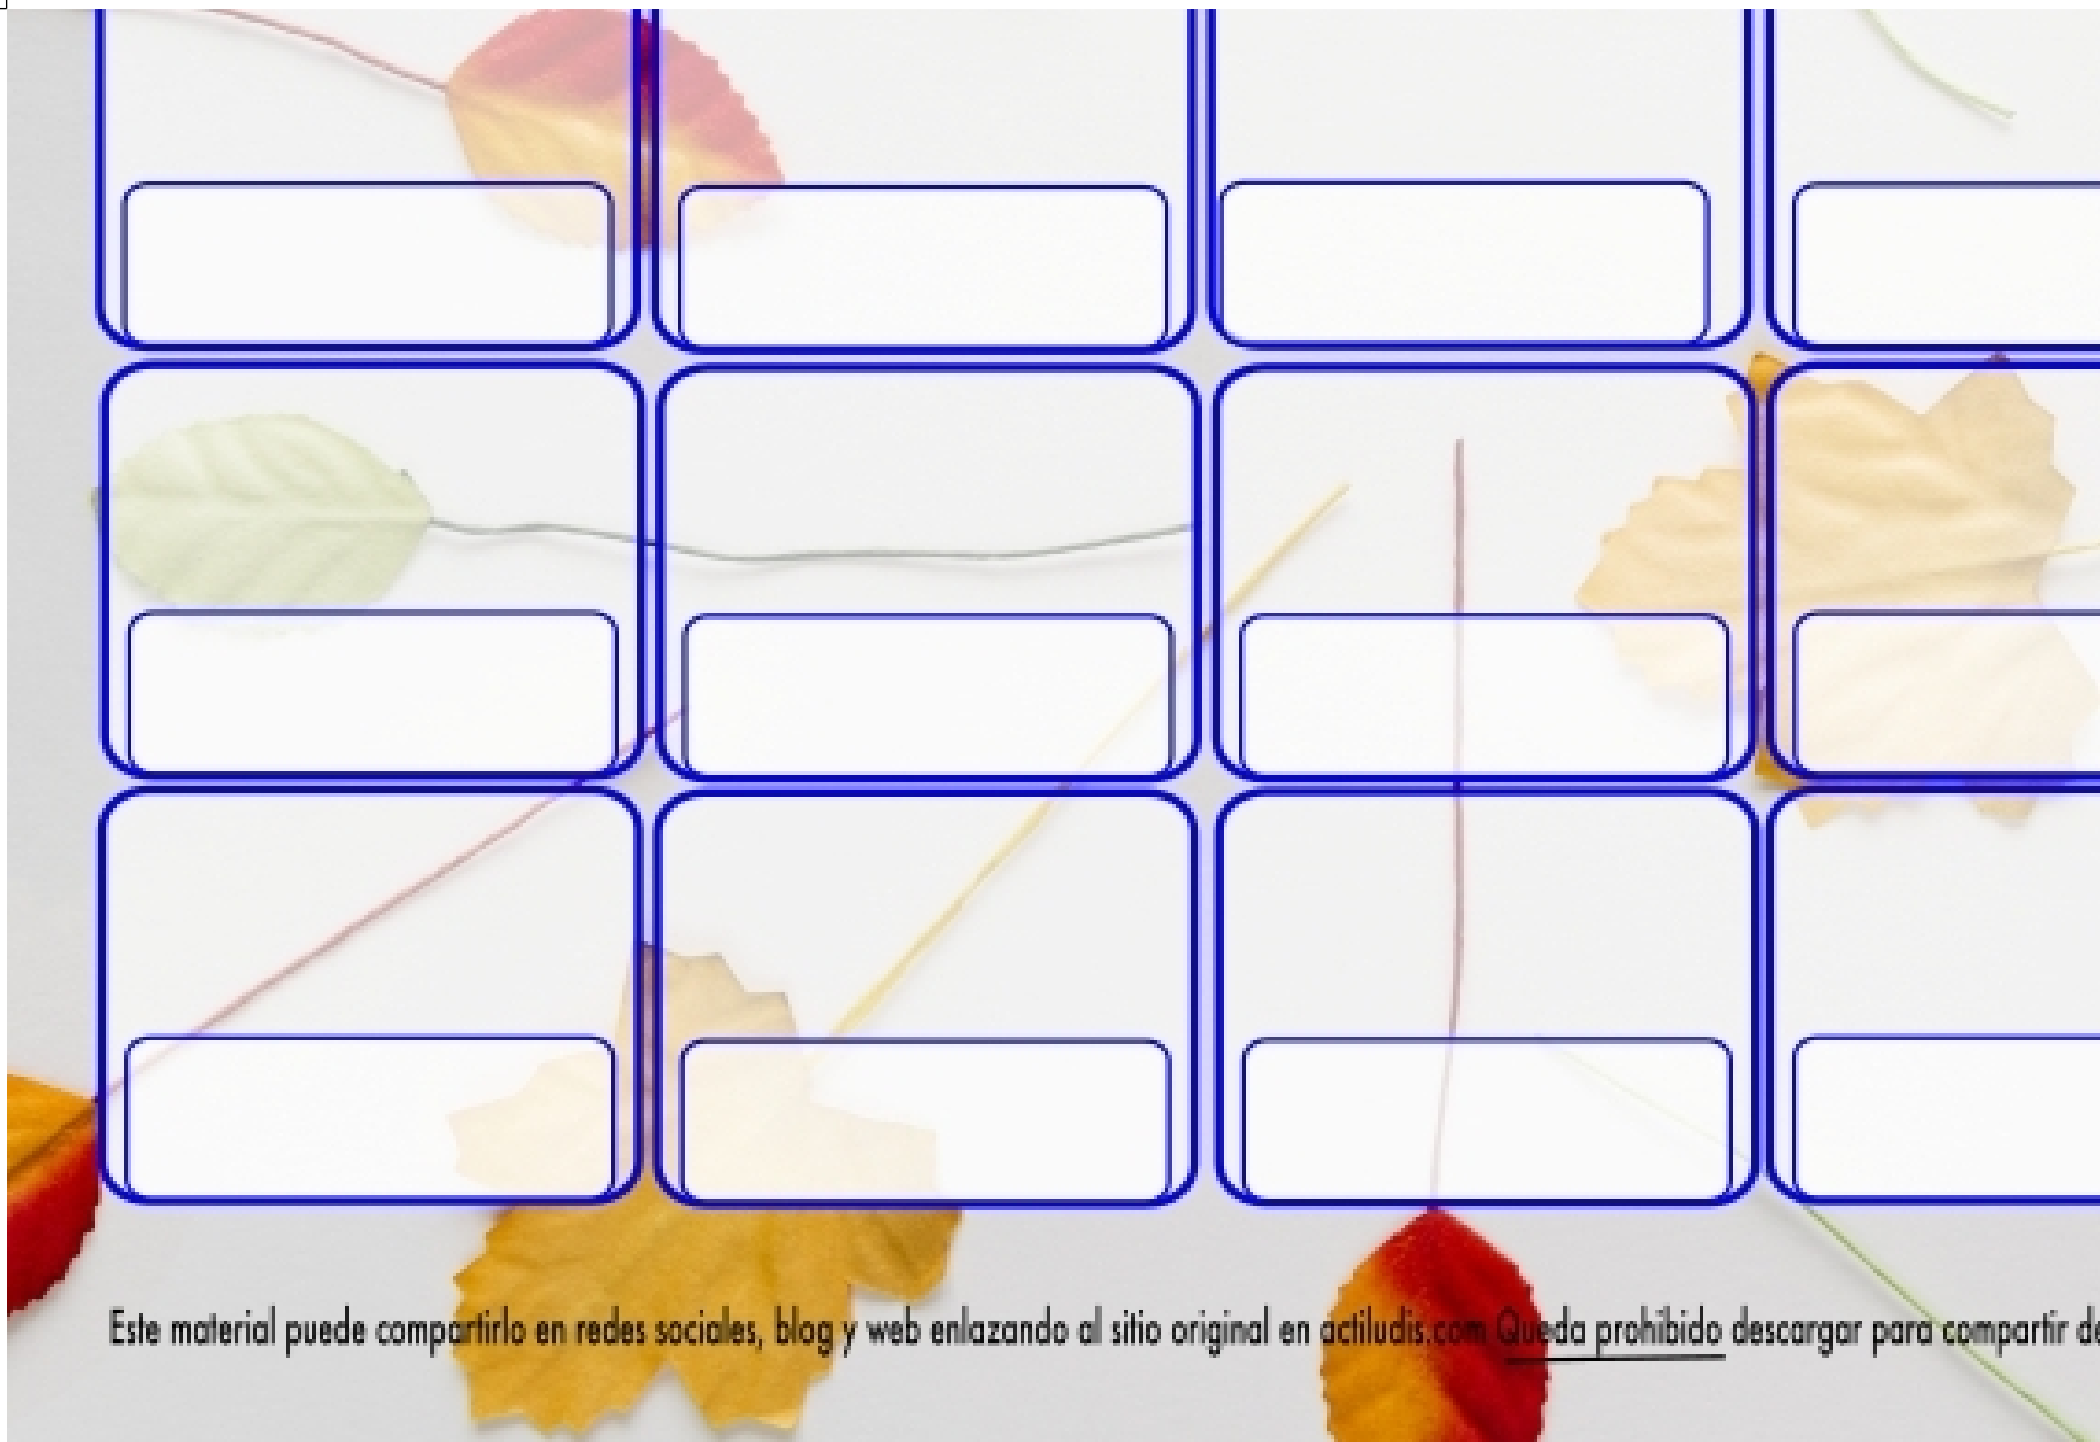 Este material puede compartirlo en redes sociales, blog y web enlazando al sitio original en actiludis.com Queda prohibido descargar para compartir